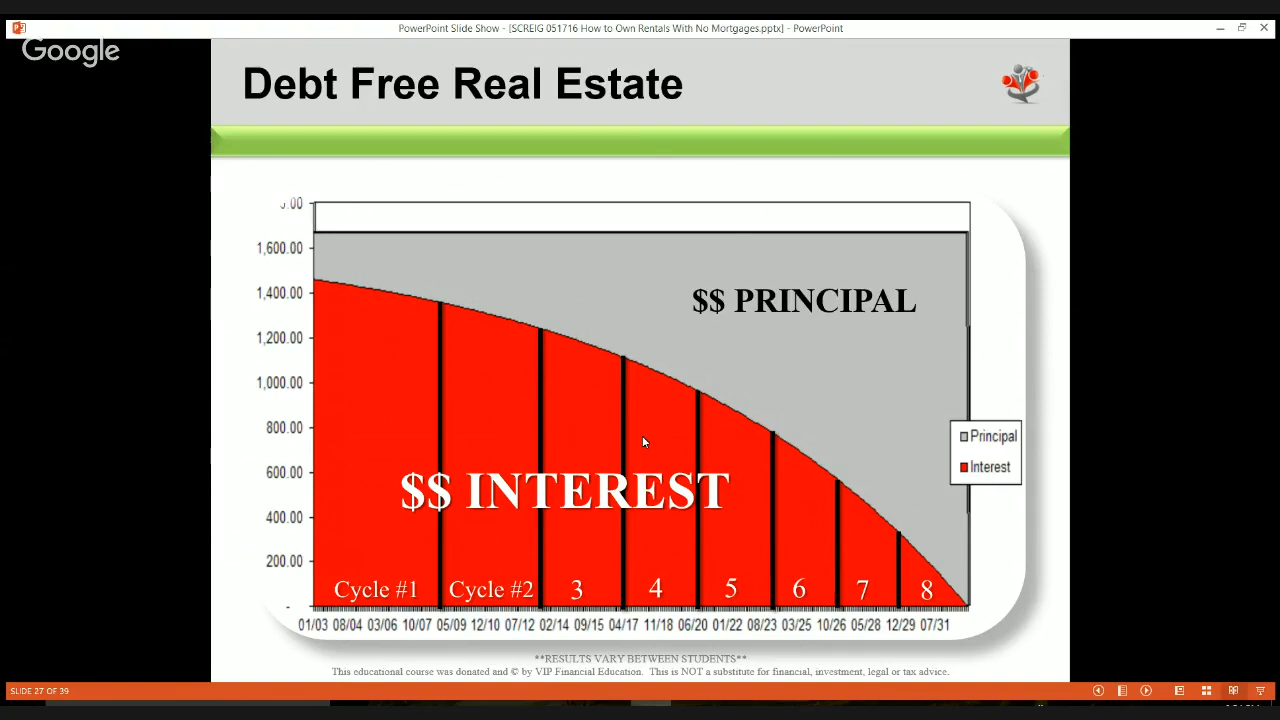 PowerPoint Slide Show - [SCREIG 051716 How to Own Rentals With No Mortgages.pptx] - PowerPoint
Google
Debt Free Real Estate
1,600.00
1,400.00
1,200.00
1,000.00
800.00
600.00
400.00
200.00
-
$$ PRINCIPAL
Principal
Interest
$$ INTEREST
Cycle #1 Cycle #2 3 4 5 6 7 8
01/03 08/04 03/06 10/07 05/09 12/10 07/12 02/14 09/15 04/17 11/18 06/20 01/22 08/23 03/25 10/26 05/28 12/29 07/31
**RESULTS VARY BETWEEN STUDENTS**
This educational course was donated and © by VIP Financial Education. This is NOT a substitute for financial, investment, legal or tax advice.
SLIDE 27 OF 39